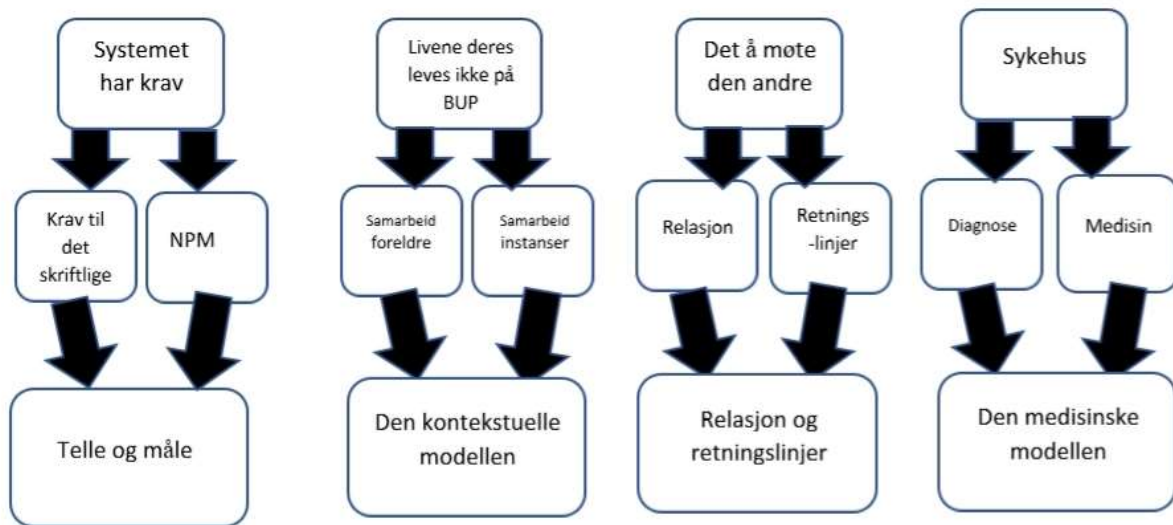 Systemet
har krav
Livene deres
leves ikke på
BUP
Det å møte
den andre
Sykehus
Krav til
det
skriftlige
NPM
Samarbeid
foreldre
Samarbeid
instanser
Relasjon
Retnings
-linjer
Diagnose
Medisin
Telle og måle
Den kontekstuelle
modellen
Relasjon og
retningslinjer
Den medisinske
modellen